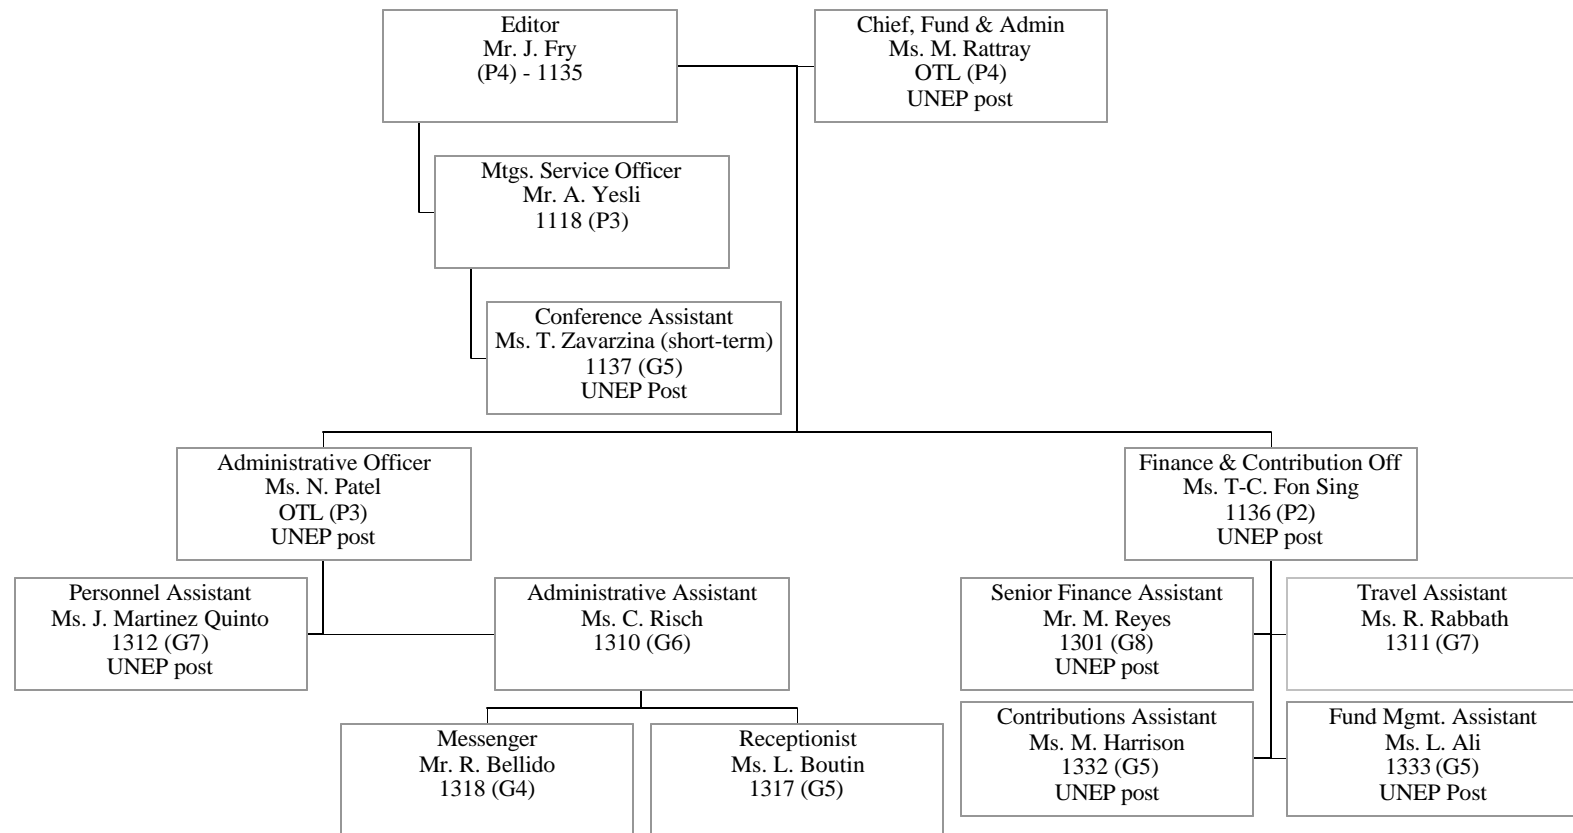 Editor
Mr. J. Fry
(P4) - 1135
Chief, Fund & Admin
Ms. M. Rattray
OTL (P4)
UNEP post
Mtgs. Service Officer
Mr. A. Yesli
1118 (P3)
Conference Assistant
Ms. T. Zavarzina (short-term)
1137 (G5)
UNEP Post
Administrative Officer
Ms. N. Patel
OTL (P3)
UNEP post
Finance & Contribution Off
Ms. T-C. Fon Sing
1136 (P2)
UNEP post
Personnel Assistant
Ms. J. Martinez Quinto
1312 (G7)
UNEP post
Administrative Assistant
Ms. C. Risch
1310 (G6)
Senior Finance Assistant
Mr. M. Reyes
1301 (G8)
UNEP post
Travel Assistant
Ms. R. Rabbath
1311 (G7)
Messenger
Mr. R. Bellido
1318 (G4)
Receptionist
Ms. L. Boutin
1317 (G5)
Contributions Assistant
Ms. M. Harrison
1332 (G5)
UNEP post
Fund Mgmt. Assistant
Ms. L. Ali
1333 (G5)
UNEP Post